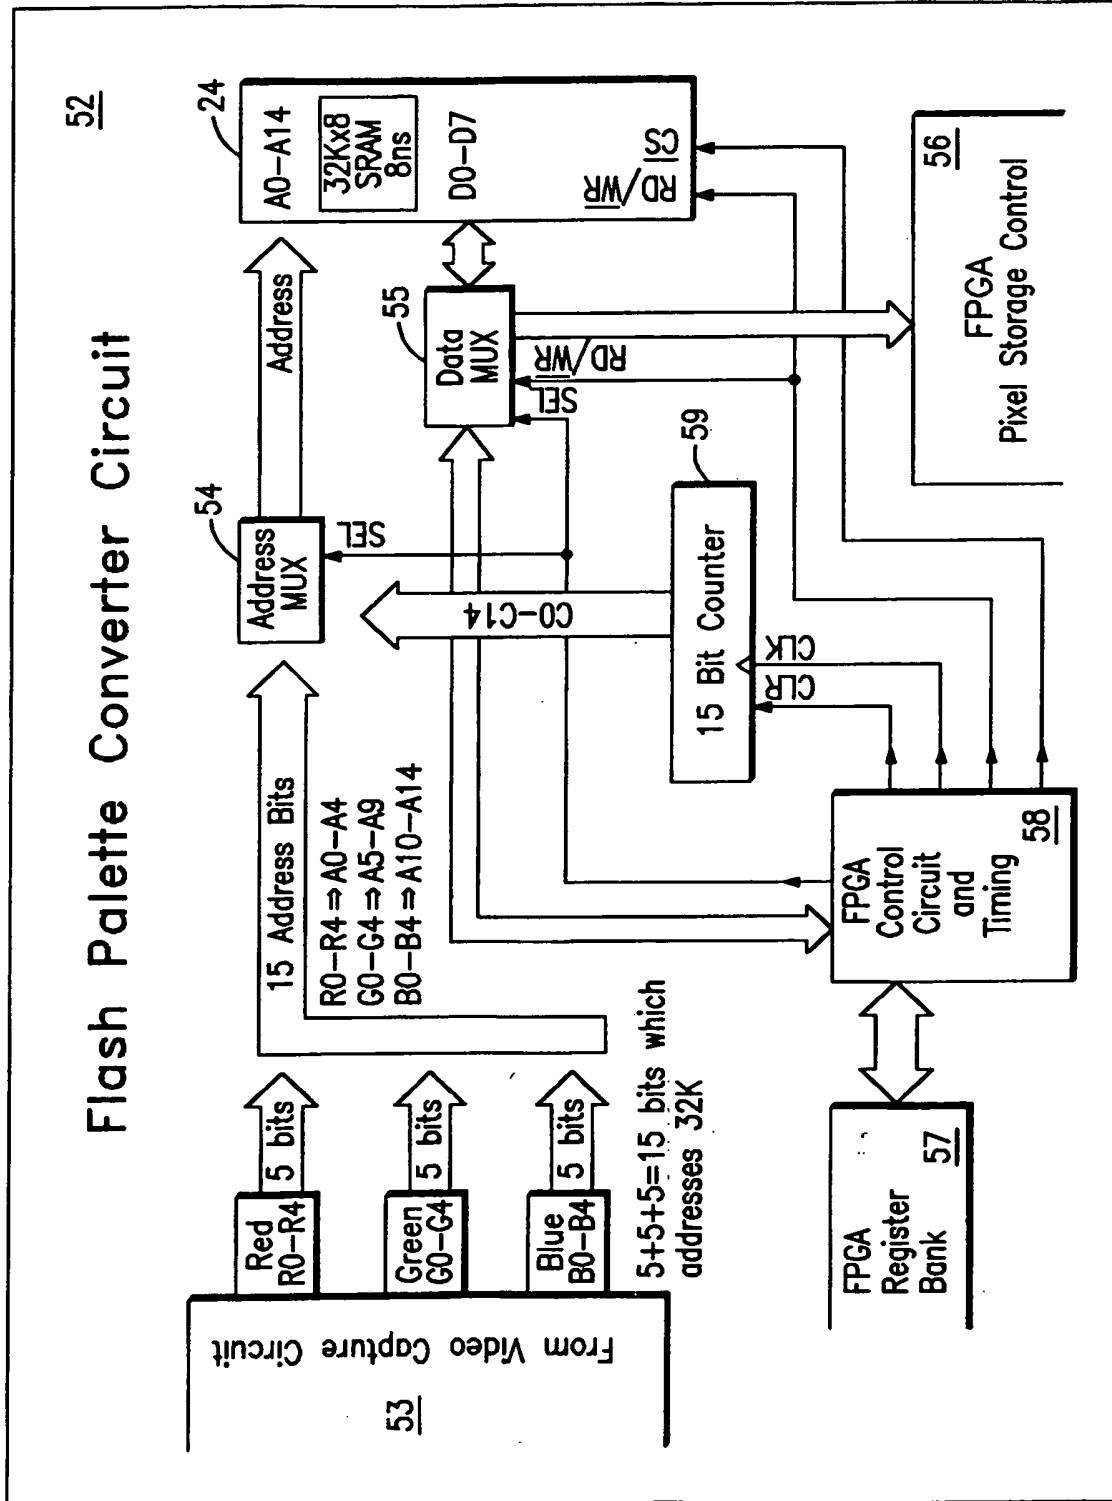 Flash Palette Converter Circuit
52
From Video Capture Circuit
53
Red
R0-R4
5 bits
Green
G0-G4
5 bits
Blue
B0-B4
5 bits
15 Address Bits
R0-R4⇒A0-A4
G0-G4⇒A5-A9
B0-B4⇒A10-A14
5+5+5=15 bits which
addresses 32K
Address
MUX
54
SEL
Address
24
A0-A14
32Kx8
SRAM
8ns
D0-D7
RD/W̅R̅
C̅S̅
Data
MUX
55
SEL
RD/W̅R̅
C0-C14
15 Bit Counter
59
CLR
CLK
FPGA
Register
Bank
57
FPGA
Control
Circuit
and
Timing
58
FPGA
Pixel Storage Control
56